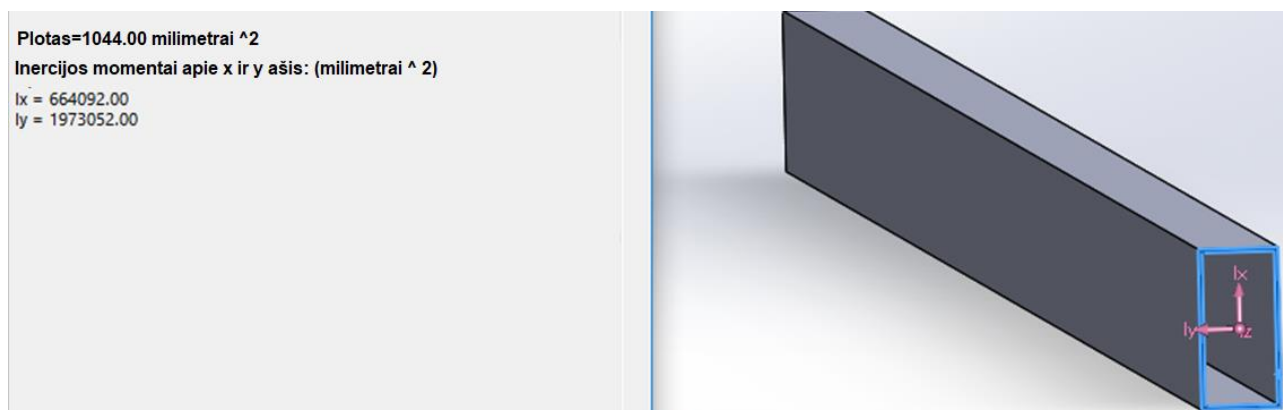 Plotas=1044.00 milimetrai ^2
Inercijos momentai apie x ir y ašis: (milimetrai ^ 2)
Ix = 664092.00
Iy = 1973052.00
Ix
Iy
Iz